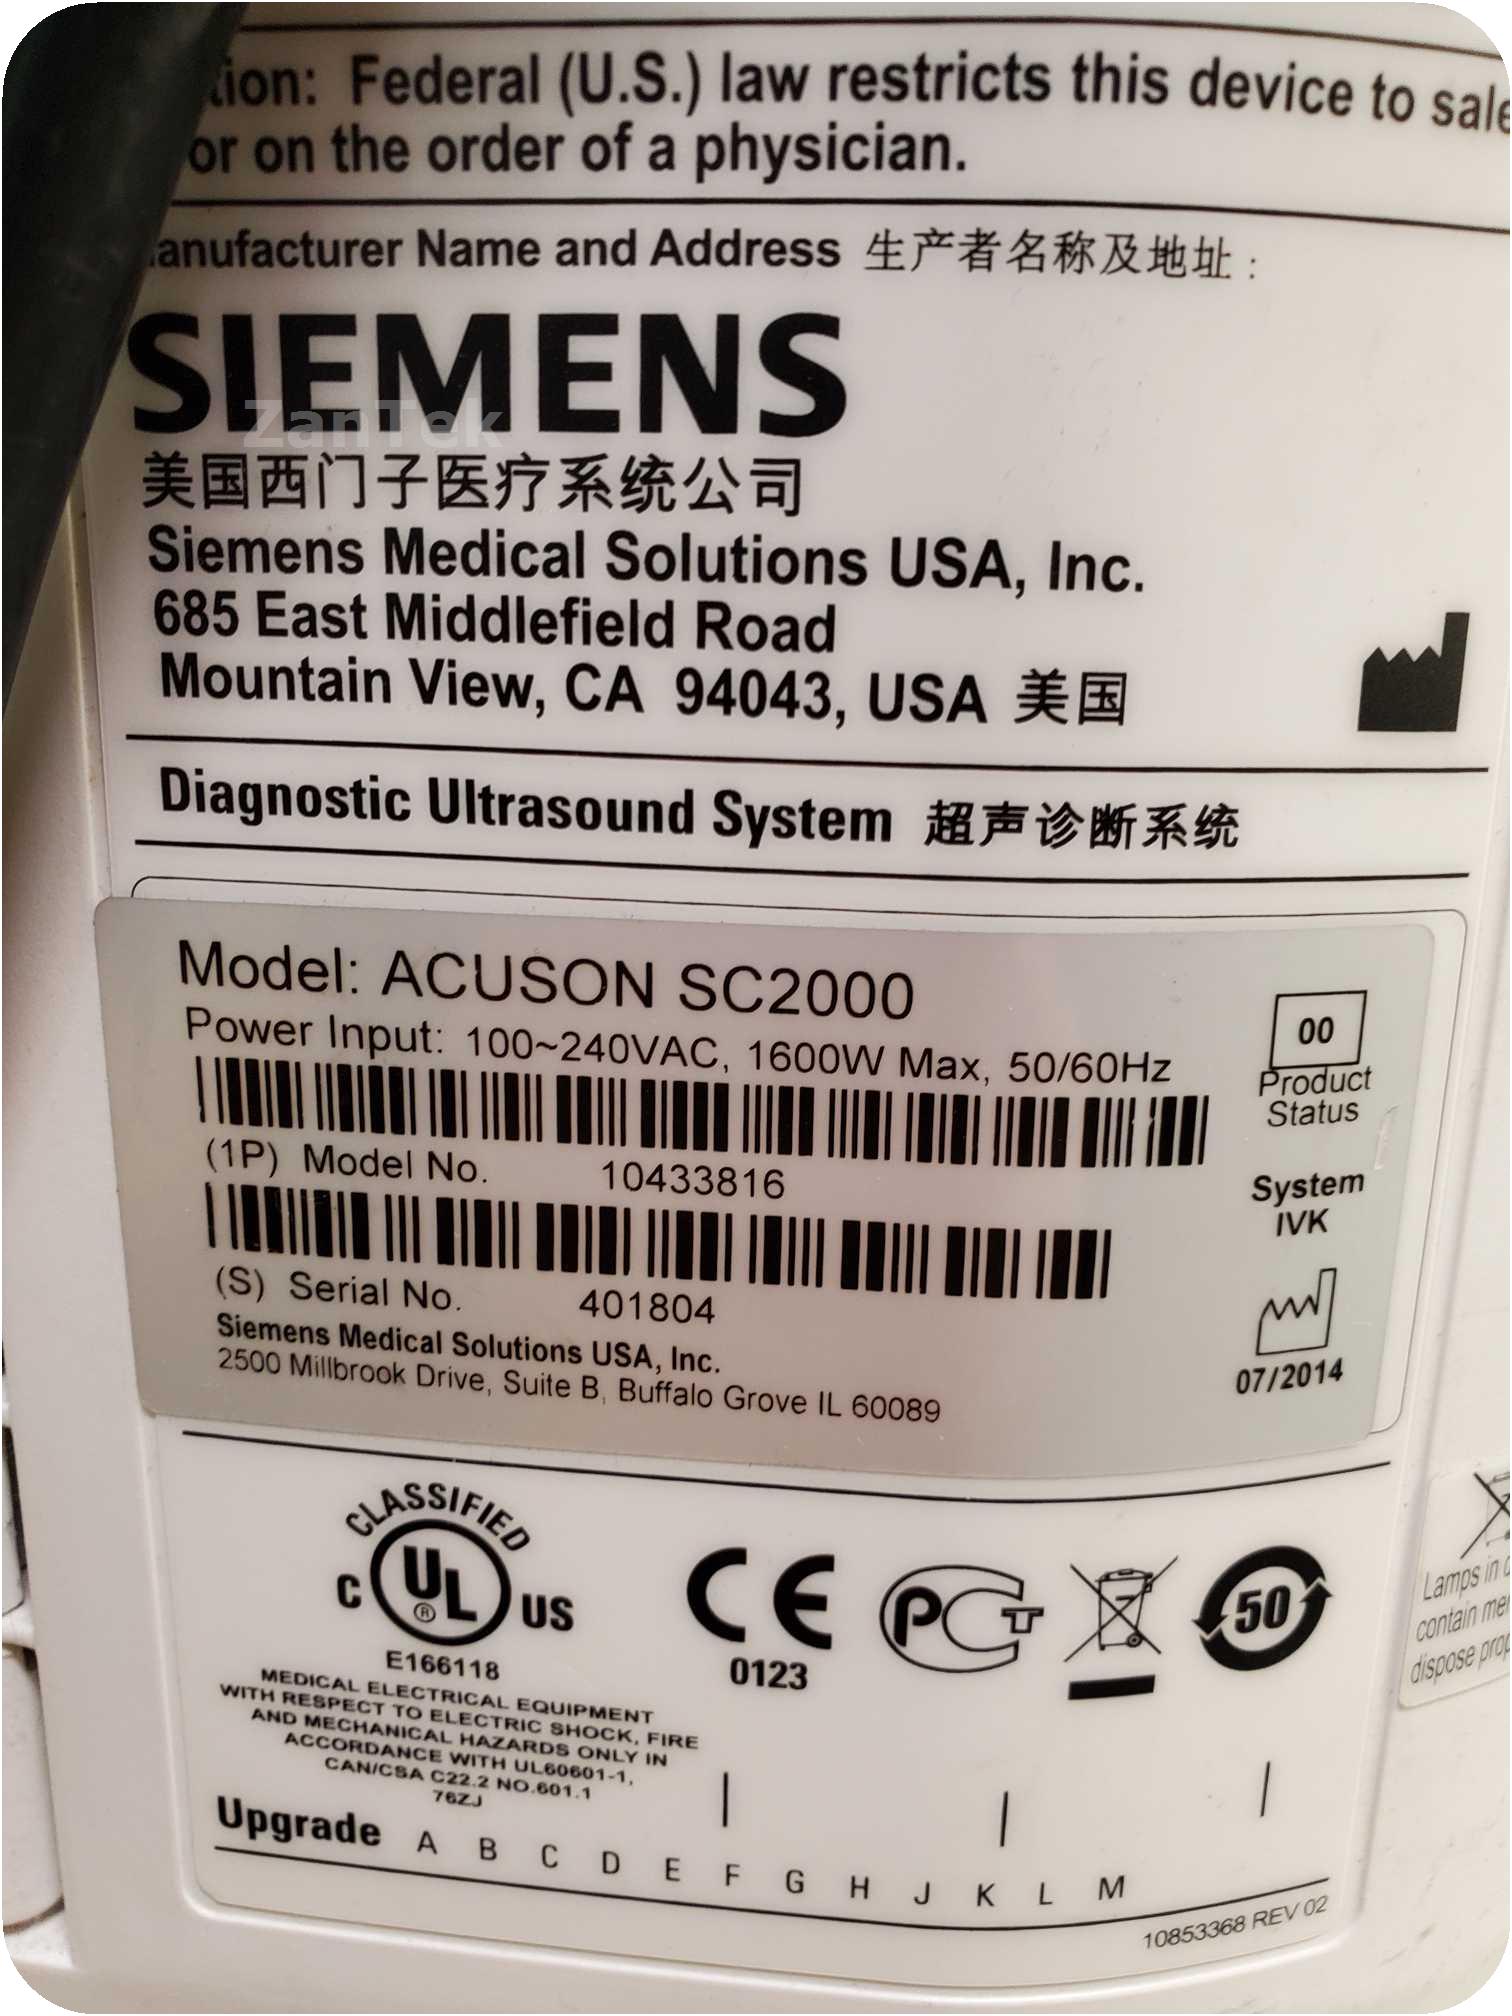 tion: Federal (U.S.) law restricts this device to sale
or on the order of a physician.
anufacturer Name and Address 生产者名称及地址：
SIEMENS
ZanTek
美国西门子医疗系统公司
Siemens Medical Solutions USA, Inc.
685 East Middlefield Road
Mountain View, CA 94043, USA 美国
Diagnostic Ultrasound System 超声诊断系统
Model: ACUSON SC2000
Power Input: 100~240VAC, 1600W Max, 50/60Hz
00
Product
Status
(1P) Model No. 10433816
System
IVK
(S) Serial No. 401804
Siemens Medical Solutions USA, Inc.
2500 Millbrook Drive, Suite B, Buffalo Grove IL 60089
07/2014
CLASSIFIED
C UL ® US
E166118
MEDICAL ELECTRICAL EQUIPMENT
WITH RESPECT TO ELECTRIC SHOCK, FIRE
AND MECHANICAL HAZARDS ONLY IN
ACCORDANCE WITH UL60601-1,
CAN/CSA C22.2 NO.601.1
76ZJ
CE
0123
PCT
50
Lamps in
contain
dispose
Upgrade A B C D E F G H J K L M
10853368 REV 02